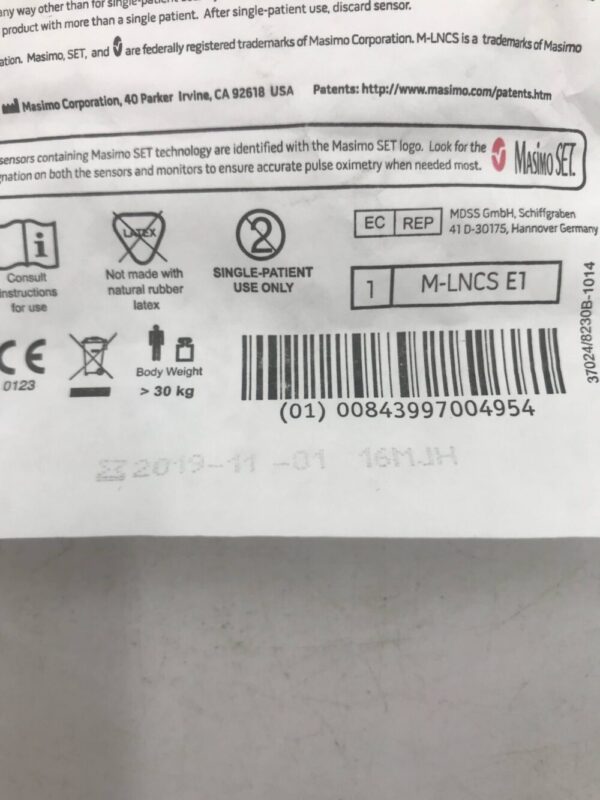 any way other than for single-patient
product with more than a single patient. After single-patient use, discard sensor.
ation. Masimo, SET, and are federally registered trademarks of Masimo Corporation. M-LNCS is a trademarks of Masimo
Masimo Corporation, 40 Parker Irvine, CA 92618 USA Patents: http://www.masimo.com/patents.htm
sensors containing Masimo SET technology are identified with the Masimo SET logo. Look for the
gnation on both the sensors and monitors to ensure accurate pulse oximetry when needed most.
Masimo SET.
LATEX
i
2
Consult
instructions
for use
Not made with
natural rubber
latex
SINGLE-PATIENT
USE ONLY
EC REP
MDSS GmbH, Schiffgraben
41 D-30175, Hannover Germany
1 M-LNCS E1
37024/8230B-1014
CE
0123
Body Weight
> 30 kg
(01) 00843997004954
2019-11-01 16MJH